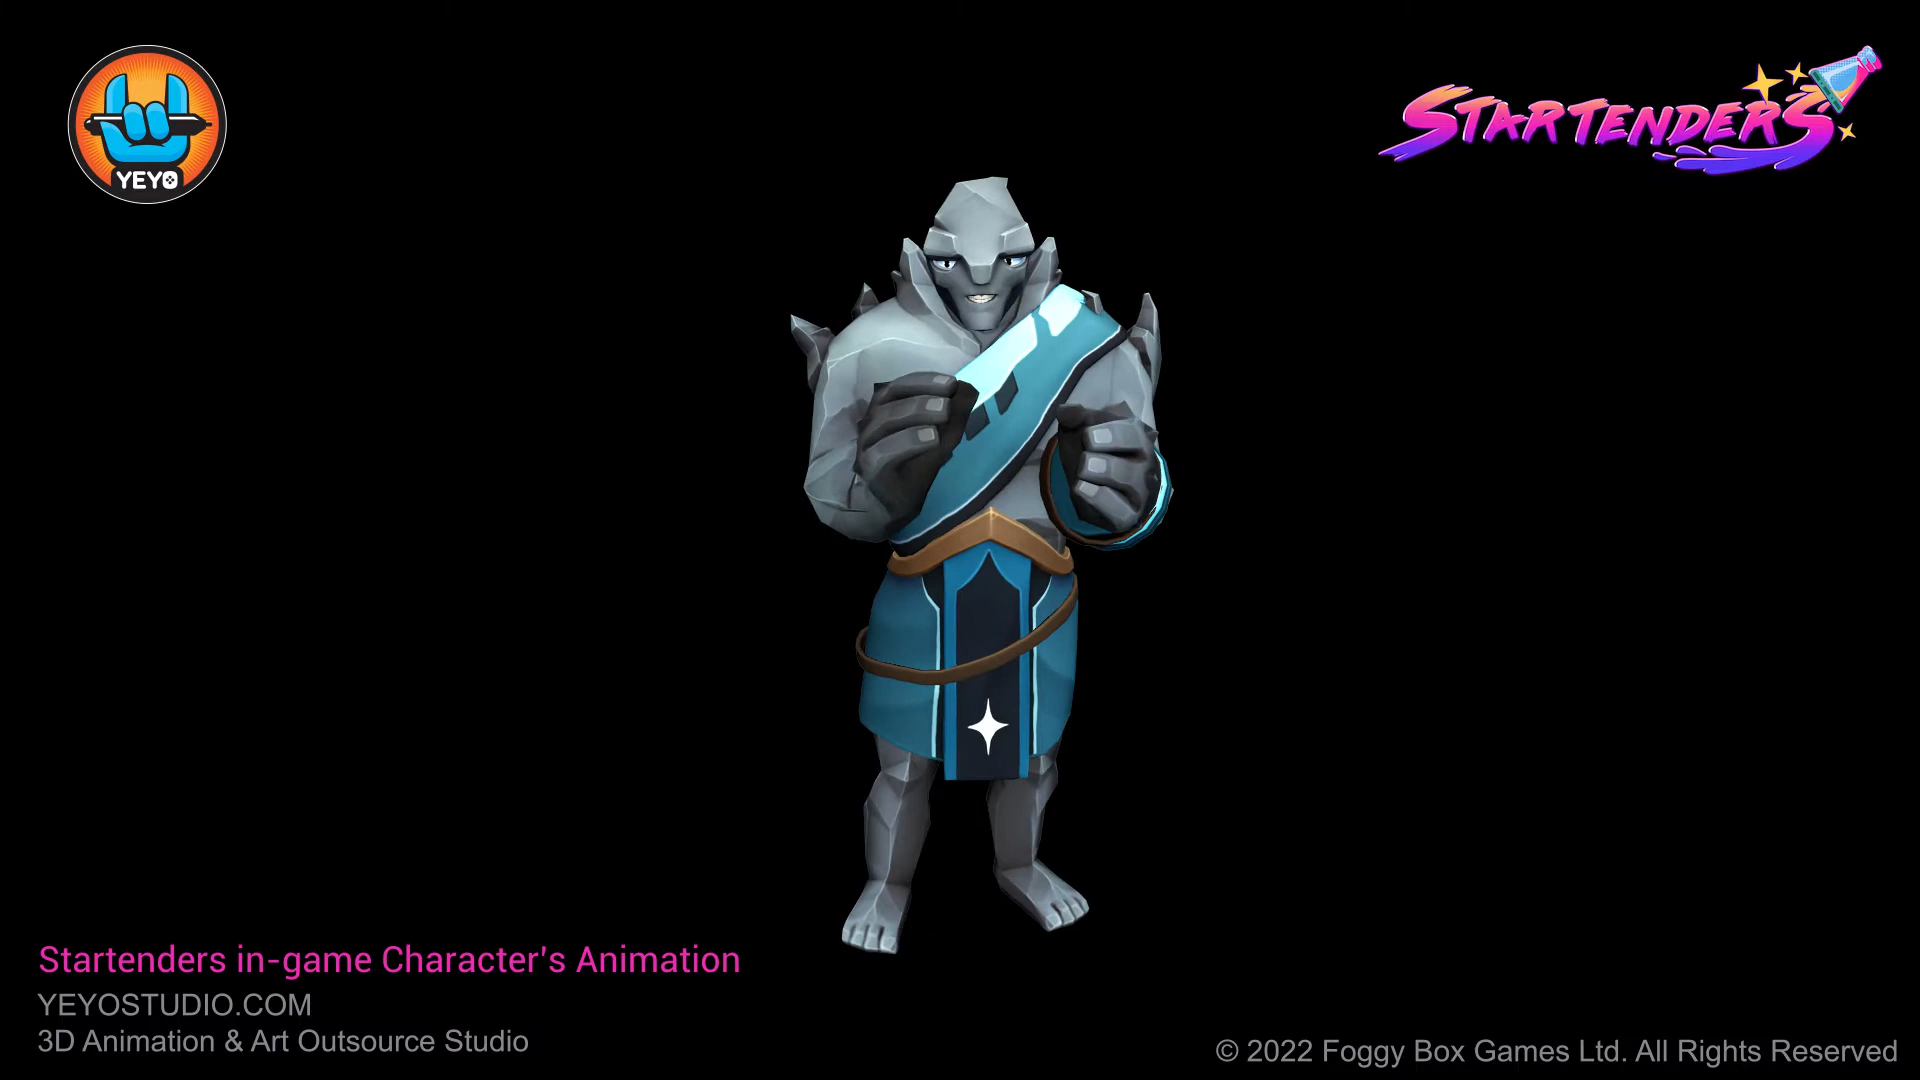 YEYO
STARTENDERS
Startenders in-game Character's Animation
YEYOSTUDIO.COM
3D Animation & Art Outsource Studio
© 2022 Foggy Box Games Ltd. All Rights Reserved